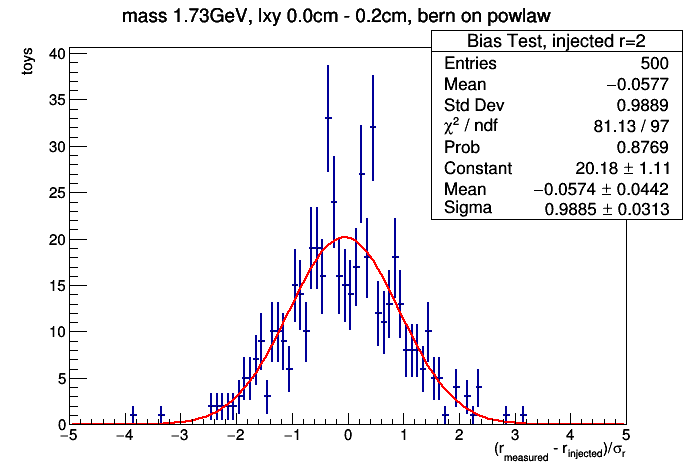 mass 1.73GeV, lxy 0.0cm - 0.2cm, bern on powlaw
Bias Test, injected r=2
Entries 500
Mean −0.0577
Std Dev 0.9889
χ² / ndf 81.13 / 97
Prob 0.8769
Constant 20.18 ± 1.11
Mean −0.0574 ± 0.0442
Sigma 0.9885 ± 0.0313
toys
40
35
30
25
20
15
10
5
0
−5 −4 −3 −2 −1 0 1 2 3 4 5
(r_measured - r_injected)/σ_r